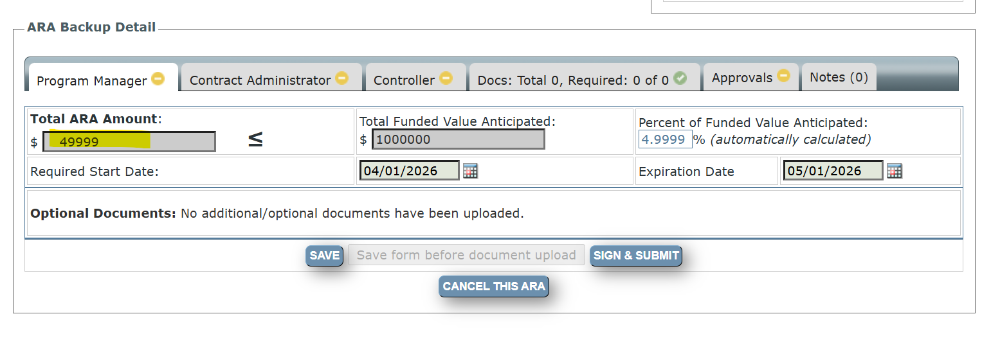 ARA Backup Detail
Program Manager
Contract Administrator
Controller
Docs: Total 0, Required: 0 of 0
Approvals
Notes (0)
Total ARA Amount:
$ 49999
≤
Total Funded Value Anticipated:
$ 1000000
Percent of Funded Value Anticipated:
4.9999 % (automatically calculated)
Required Start Date:
04/01/2026
Expiration Date
05/01/2026
Optional Documents: No additional/optional documents have been uploaded.
SAVE
Save form before document upload
SIGN & SUBMIT
CANCEL THIS ARA